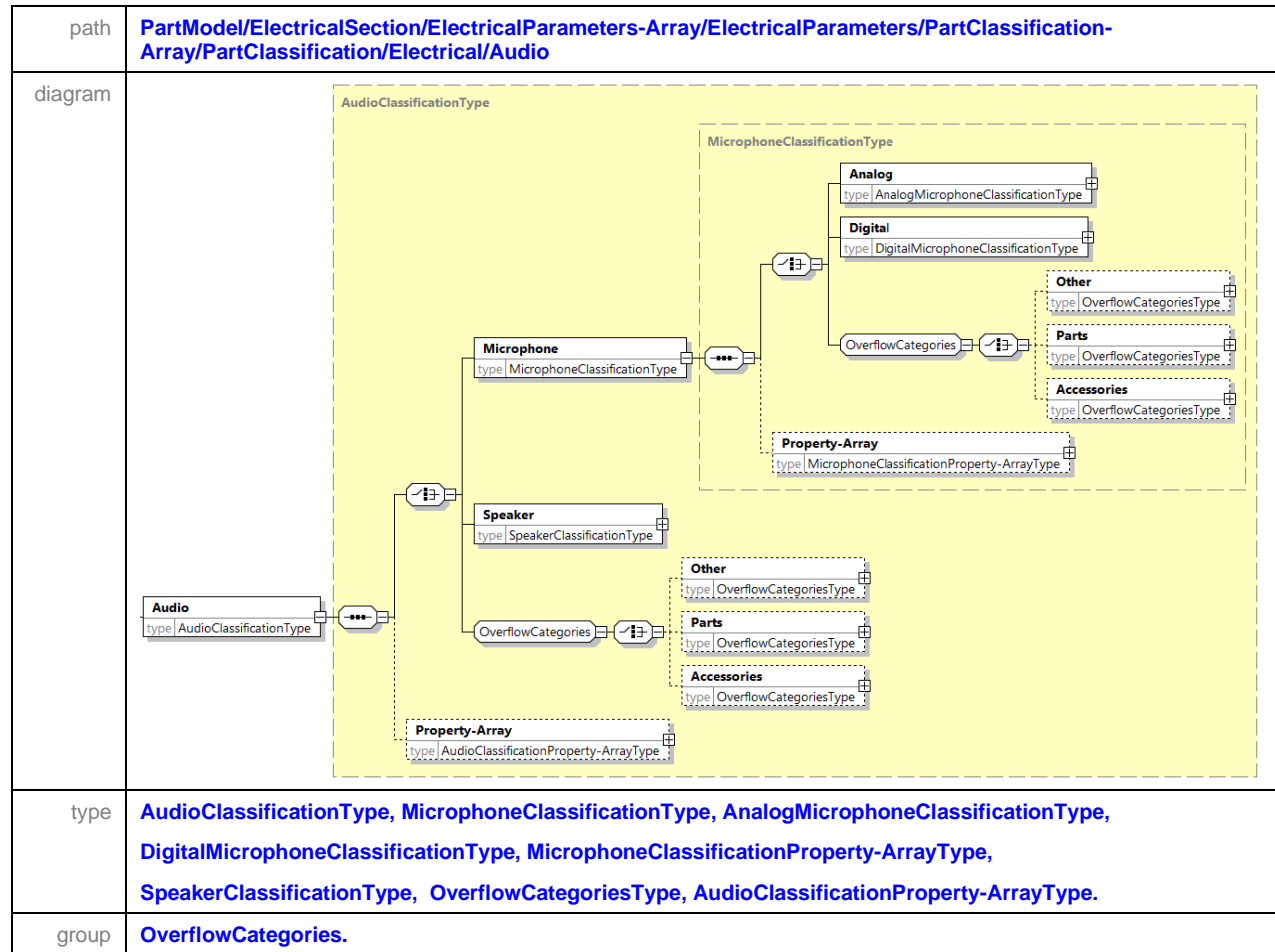 path
PartModel/ElectricalSection/ElectricalParameters-Array/ElectricalParameters/PartClassification-
Array/PartClassification/Electrical/Audio
diagram
AudioClassificationType
MicrophoneClassificationType
Analog
type AnalogMicrophoneClassificationType
Digital
type DigitalMicrophoneClassificationType
Other
type OverflowCategoriesType
OverflowCategories
Parts
type OverflowCategoriesType
Accessories
type OverflowCategoriesType
Microphone
type MicrophoneClassificationType
Property-Array
type MicrophoneClassificationProperty-ArrayType
Speaker
type SpeakerClassificationType
Other
type OverflowCategoriesType
Audio
type AudioClassificationType
OverflowCategories
Parts
type OverflowCategoriesType
Accessories
type OverflowCategoriesType
Property-Array
type AudioClassificationProperty-ArrayType
type
AudioClassificationType, MicrophoneClassificationType, AnalogMicrophoneClassificationType,
DigitalMicrophoneClassificationType, MicrophoneClassificationProperty-ArrayType,
SpeakerClassificationType, OverflowCategoriesType, AudioClassificationProperty-ArrayType.
group
OverflowCategories.